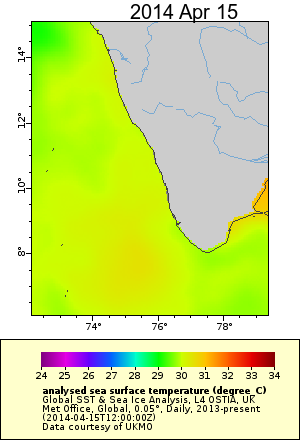 2014 Apr 15
14°
12°
10°
8°
74°
76°
78°
24 25 26 27 28 29 30 31 32 33 34
analysed sea surface temperature (degree_C)
Global SST & Sea Ice Analysis, L4 OSTIA, UK
Met Office, Global, 0.05°, Daily, 2013-present
(2014-04-15T12:00:00Z)
Data courtesy of UKMO